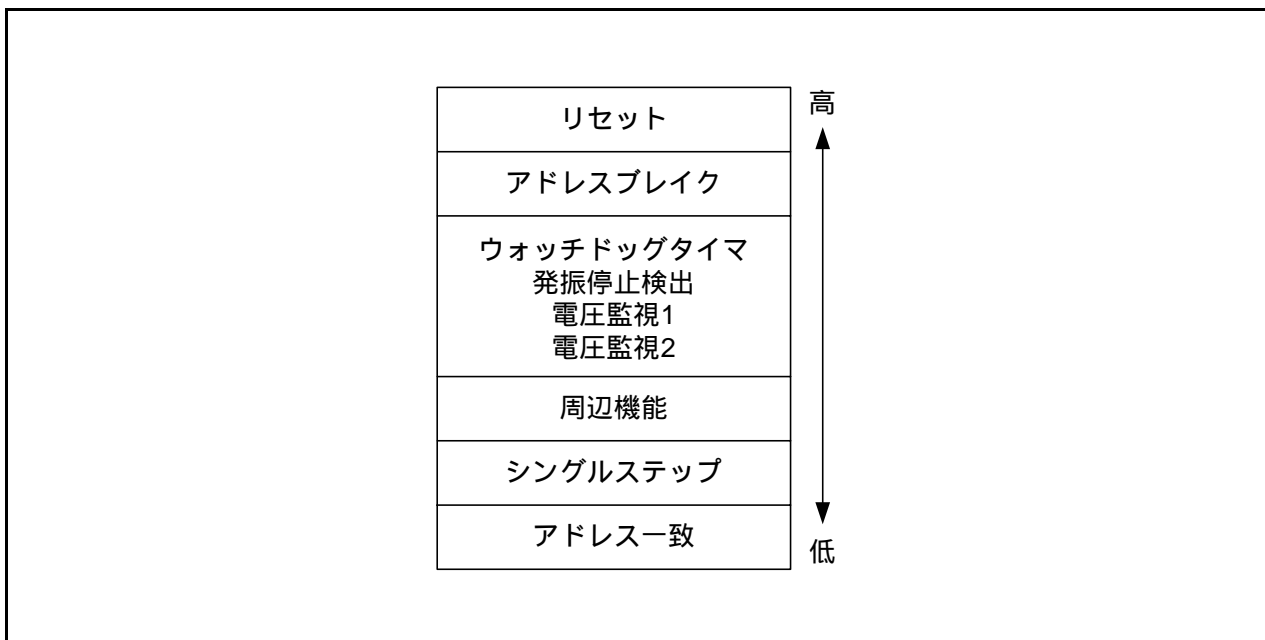 リセット
高
アドレスブレイク
ウォッチドッグタイマ
発振停止検出
電圧監視1
電圧監視2
周辺機能
シングルステップ
アドレス一致
低